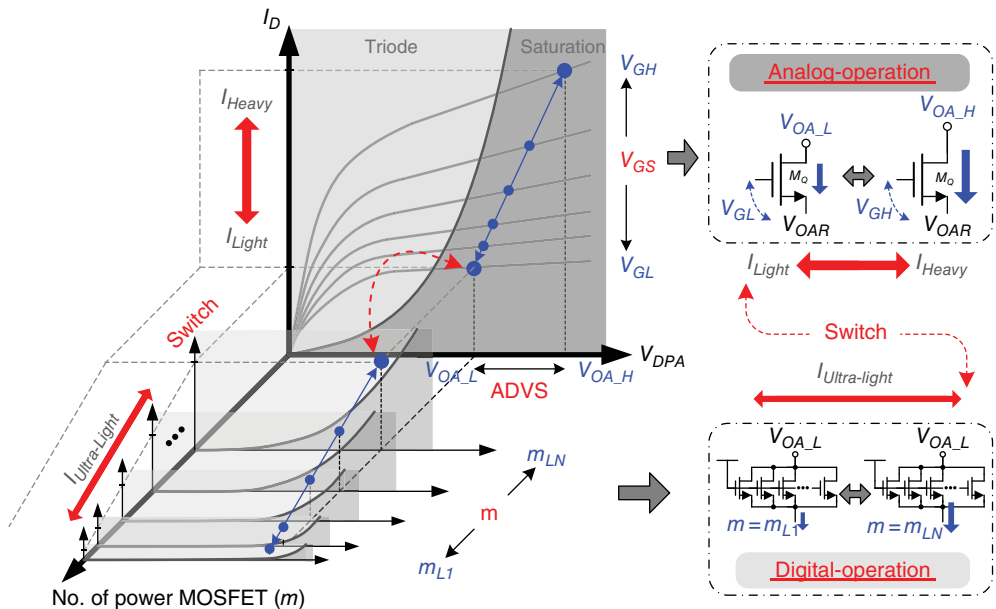 I_D
Triode
Saturation
V_GH
V_GS
V_GL
I_Heavy
I_Light
Switch
I_Ultra-Light
V_OA_L
V_OA_H
V_DPA
ADVS
m_LN
m
m_L1
No. of power MOSFET (m)
Analog-operation
V_OA_L
V_OA_H
M_Q
M_Q
V_GL
V_GH
V_OAR
V_OAR
I_Light
I_Heavy
Switch
I_Ultra-light
V_OA_L
V_OA_L
m = m_L1
m = m_LN
Digital-operation